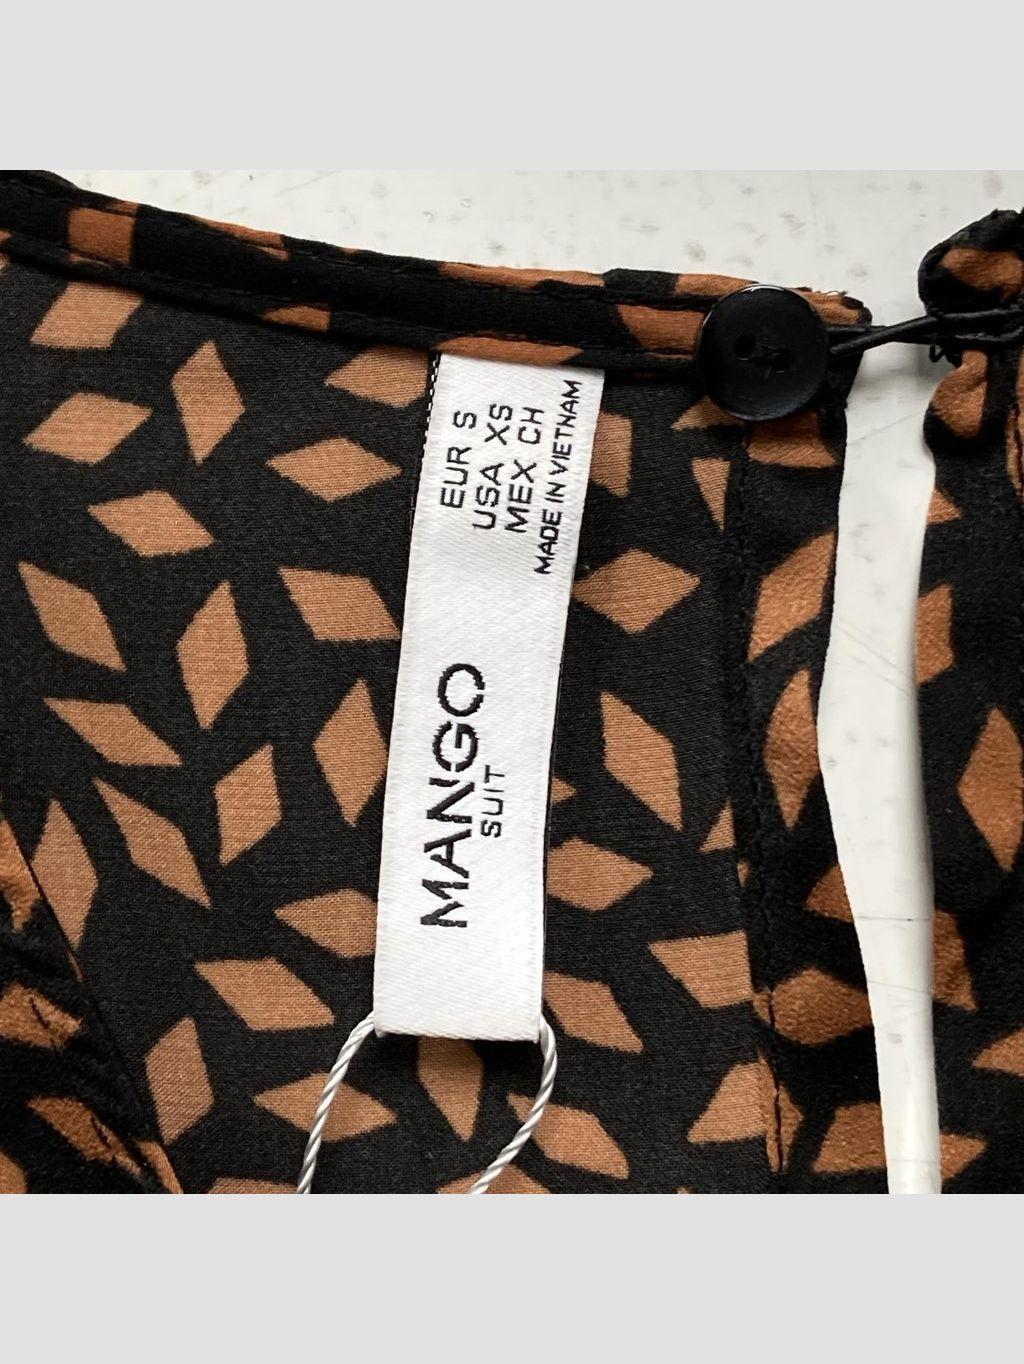 EUR S
USA XS
MEX CH
MADE IN VIETNAM
MANGO
SUIT